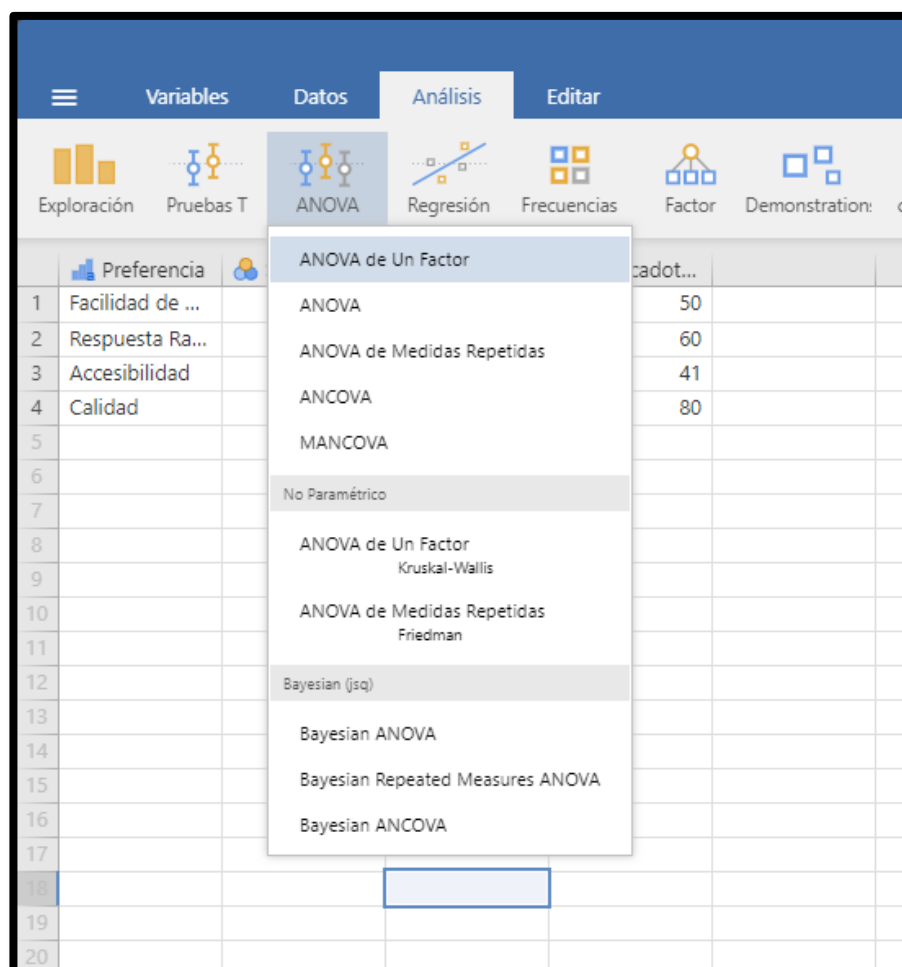 Variables Datos Análisis Editar
Exploración Pruebas T ANOVA Regresión Frecuencias Factor Demonstrations
Preferencia cadot...
1 Facilidad de ... 50
2 Respuesta Ra... 60
3 Accesibilidad 41
4 Calidad 80
5
6
7
8
9
10
11
12
13
14
15
16
17
18
19
20
ANOVA de Un Factor
ANOVA
ANOVA de Medidas Repetidas
ANCOVA
MANCOVA
No Paramétrico
ANOVA de Un Factor
Kruskal-Wallis
ANOVA de Medidas Repetidas
Friedman
Bayesian (jsq)
Bayesian ANOVA
Bayesian Repeated Measures ANOVA
Bayesian ANCOVA